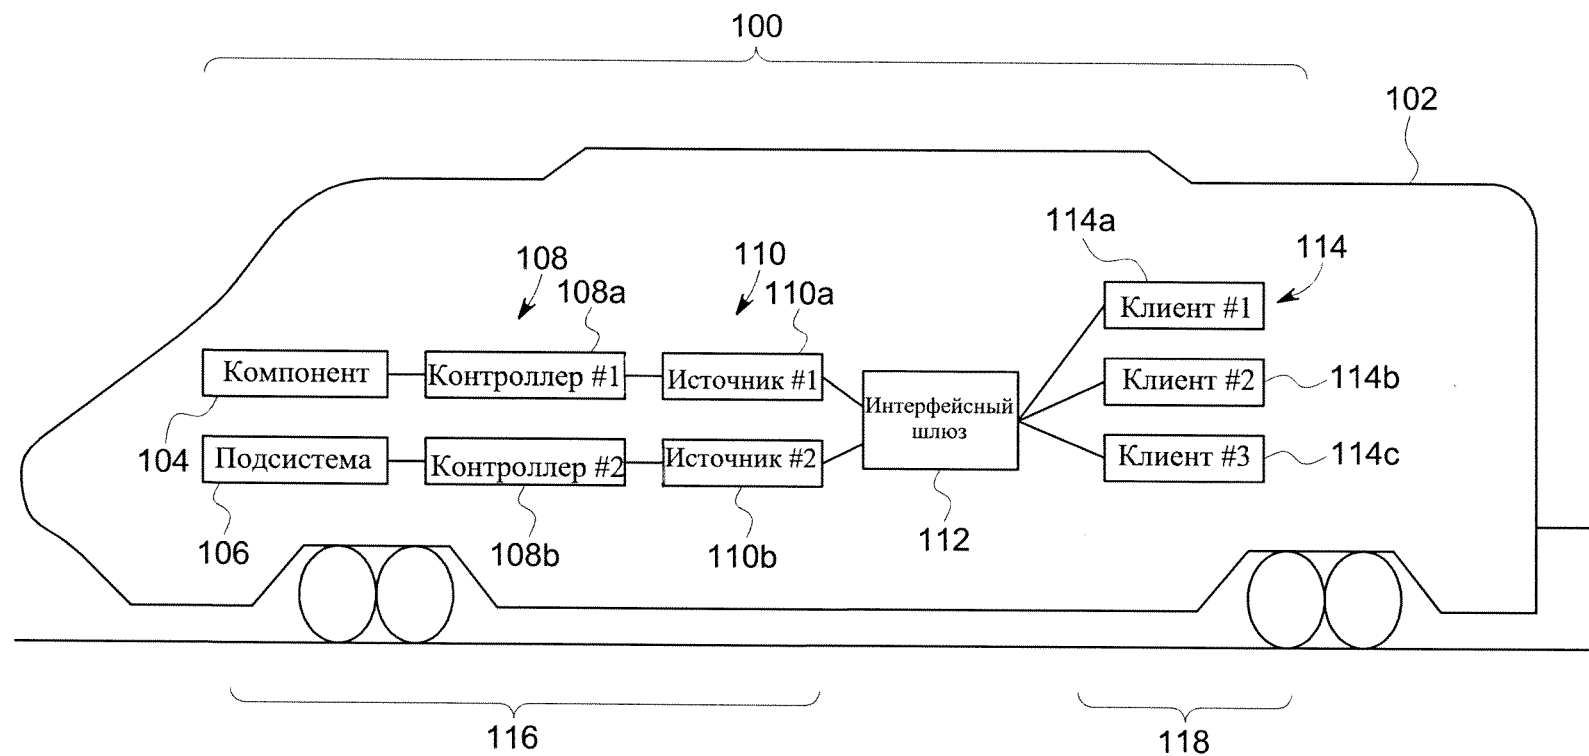 100
102
114a
108
110
114
108a
110a
Клиент #1
Компонент
Контроллер #1
Источник #1
Клиент #2
114b
Интерфейсный
шлюз
104
Подсистема
Контроллер #2
Источник #2
Клиент #3
114c
106
108b
110b
112
116
118